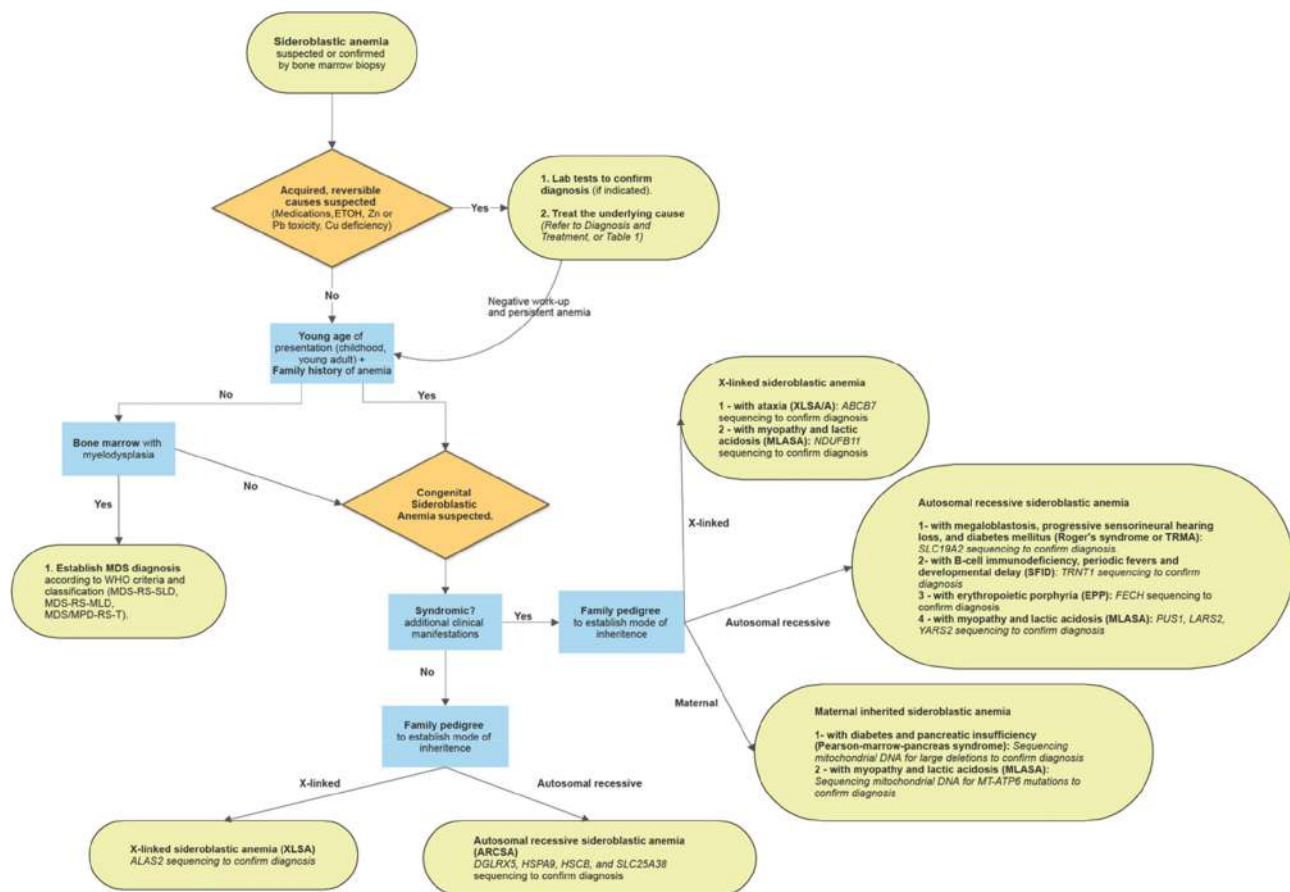 Sideroblastic anemia
suspected or confirmed
by bone marrow biopsy
Acquired, reversible
causes suspected
(Medications,ETOH, Zn or
Pb toxicity, Cu deficiency)
Yes
1. Lab tests to confirm
diagnosis (if indicated).
2. Treat the underlying cause
(Refer to Diagnosis and
Treatment, or Table 1)
No
Negative work-up
and persistent anemia
Young age of
presentation (childhood,
young adult) +
Family history of anemia
No
Yes
Bone marrow with
myelodysplasia
Yes
No
Congenital
Sideroblastic
Anemia suspected.
1. Establish MDS diagnosis
according to WHO criteria and
classification (MDS-RS-SLD,
MDS-RS-MLD,
MDS/MPD-RS-T).
Syndromic?
additional clinical
manifestations
Yes
Family pedigree
to establish mode of
inheritence
X-linked
X-linked sideroblastic anemia
1 - with ataxia (XLSA/A): ABCB7
sequencing to confirm diagnosis
2 - with myopathy and lactic
acidosis (MLASA): NDUFB11
sequencing to confirm diagnosis
Autosomal recessive
Autosomal recessive sideroblastic anemia
1- with megaloblastosis, progressive sensorineural hearing
loss, and diabetes mellitus (Roger's syndrome or TRMA):
SLC19A2 sequencing to confirm diagnosis
2- with B-cell immunodeficiency, periodic fevers and
developmental delay (SFID): TRNT1 sequencing to confirm
diagnosis
3 - with erythropoietic porphyria (EPP): FECH sequencing to
confirm diagnosis
4 - with myopathy and lactic acidosis (MLASA): PUS1, LARS2,
YARS2 sequencing to confirm diagnosis
Maternal
Maternal inherited sideroblastic anemia
1- with diabetes and pancreatic insufficiency
(Pearson-marrow-pancreas syndrome): Sequencing
mitochondrial DNA for large deletions to confirm diagnosis
2 - with myopathy and lactic acidosis (MLASA):
Sequencing mitochondrial DNA for MT-ATP6 mutations to
confirm diagnosis
No
Family pedigree
to establish mode of
inheritence
X-linked
Autosomal recessive
X-linked sideroblastic anemia (XLSA)
ALAS2 sequencing to confirm diagnosis
Autosomal recessive sideroblastic anemia
(ARCSA)
DGLRX5, HSPA9, HSCB, and SLC25A38
sequencing to confirm diagnosis